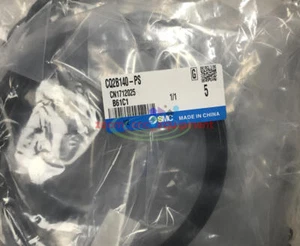 CQ2B140-PS
CN1712025
B61C1
1/1
5
SMC MADE IN CHINA